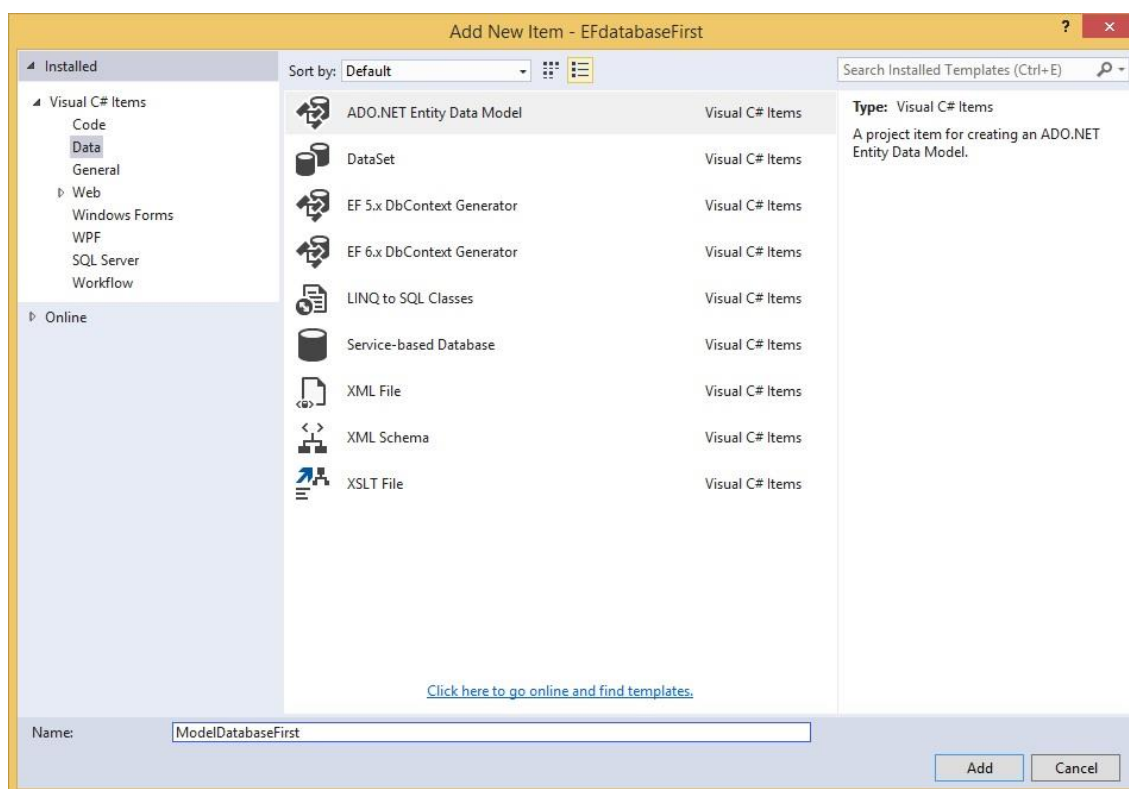 Add New Item - EFdatabaseFirst
? ×
Installed
Sort by: Default
Search Installed Templates (Ctrl+E)
Visual C# Items
Code
Data
General
Web
Windows Forms
WPF
SQL Server
Workflow
Online
ADO.NET Entity Data Model Visual C# Items
DataSet Visual C# Items
EF 5.x DbContext Generator Visual C# Items
EF 6.x DbContext Generator Visual C# Items
LINQ to SQL Classes Visual C# Items
Service-based Database Visual C# Items
XML File Visual C# Items
XML Schema Visual C# Items
XSLT File Visual C# Items
Type: Visual C# Items
A project item for creating an ADO.NET
Entity Data Model.
Click here to go online and find templates.
Name: ModelDatabaseFirst
Add Cancel